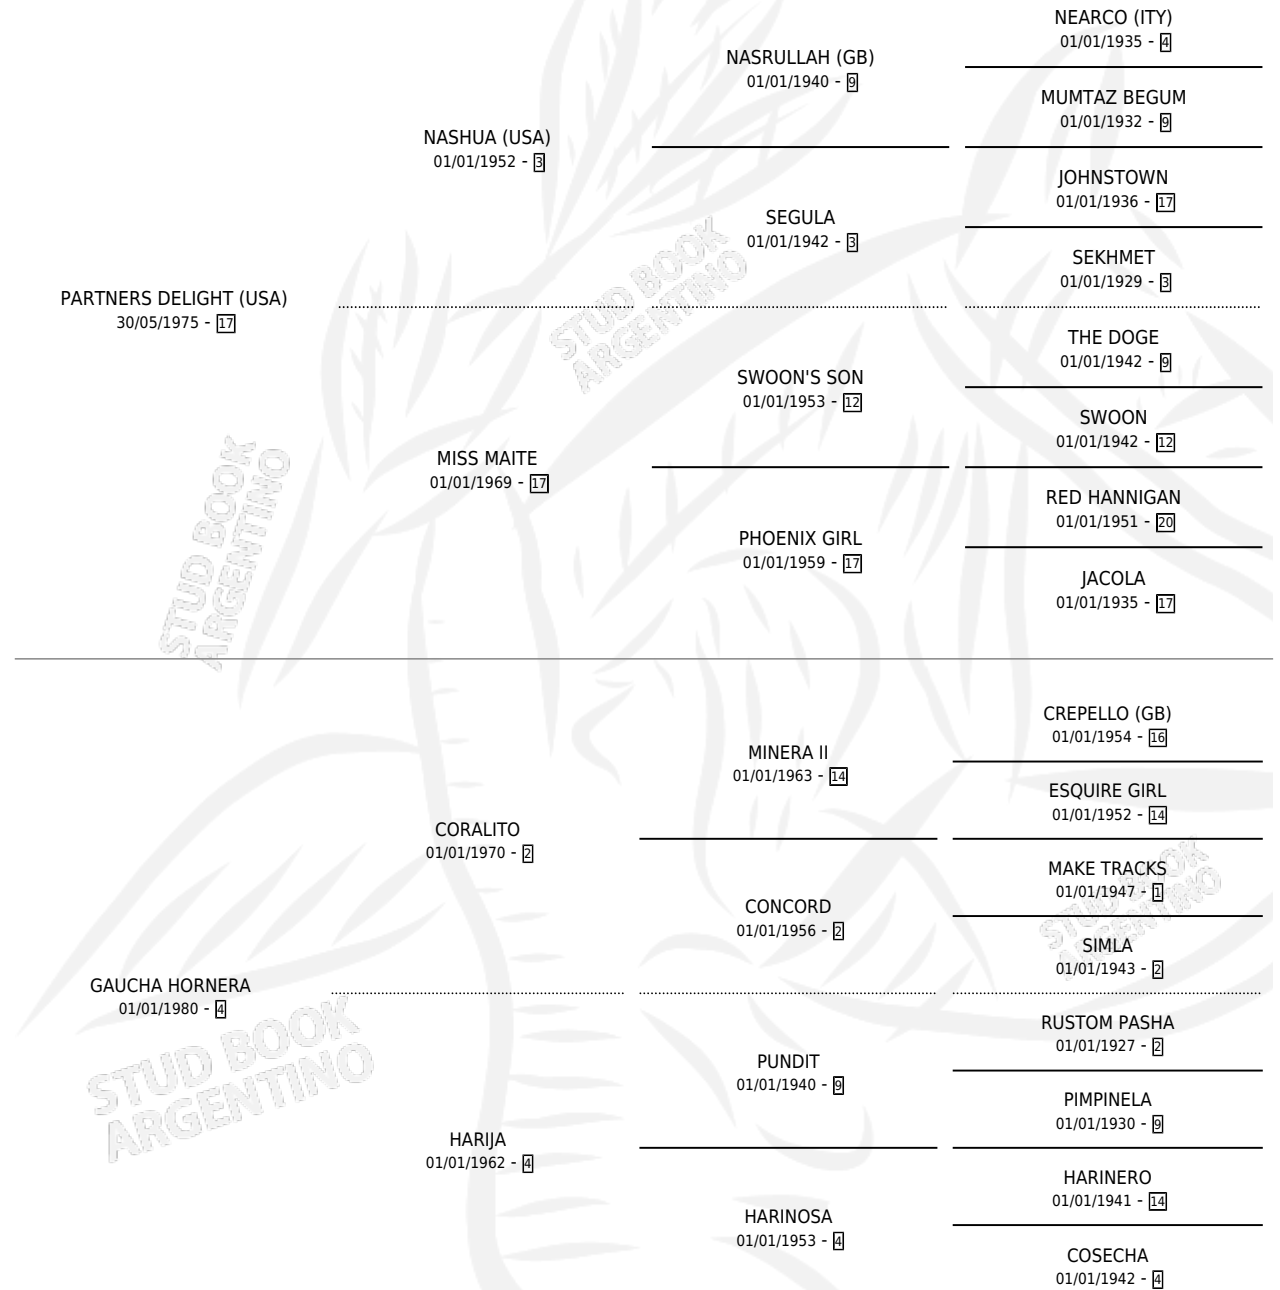 NEARCO (ITY)
01/01/1935 - 4
NASRULLAH (GB)
01/01/1940 - 9
MUMTAZ BEGUM
01/01/1932 - 9
NASHUA (USA)
01/01/1952 - 3
JOHNSTOWN
01/01/1936 - 17
SEGULA
01/01/1942 - 3
SEKHMET
01/01/1929 - 3
PARTNERS DELIGHT (USA)
30/05/1975 - 17
THE DOGE
01/01/1942 - 9
SWOON'S SON
01/01/1953 - 12
SWOON
01/01/1942 - 12
MISS MAITE
01/01/1969 - 17
RED HANNIGAN
01/01/1951 - 20
PHOENIX GIRL
01/01/1959 - 17
JACOLA
01/01/1935 - 17
CREPELLO (GB)
01/01/1954 - 16
MINERA II
01/01/1963 - 14
ESQUIRE GIRL
01/01/1952 - 14
CORALITO
01/01/1970 - 2
MAKE TRACKS
01/01/1947 - 1
CONCORD
01/01/1956 - 2
SIMLA
01/01/1943 - 2
GAUCHA HORNERA
01/01/1980 - 4
RUSTOM PASHA
01/01/1927 - 2
PUNDIT
01/01/1940 - 9
PIMPINELA
01/01/1930 - 9
HARIJA
01/01/1962 - 4
HARINERO
01/01/1941 - 14
HARINOSA
01/01/1953 - 4
COSECHA
01/01/1942 - 4
STUD BOOK
ARGENTINO
STUD BOOK
ARGENTINO
STUD BOOK
ARGENTINO
STUD BOOK
ARGENTINO